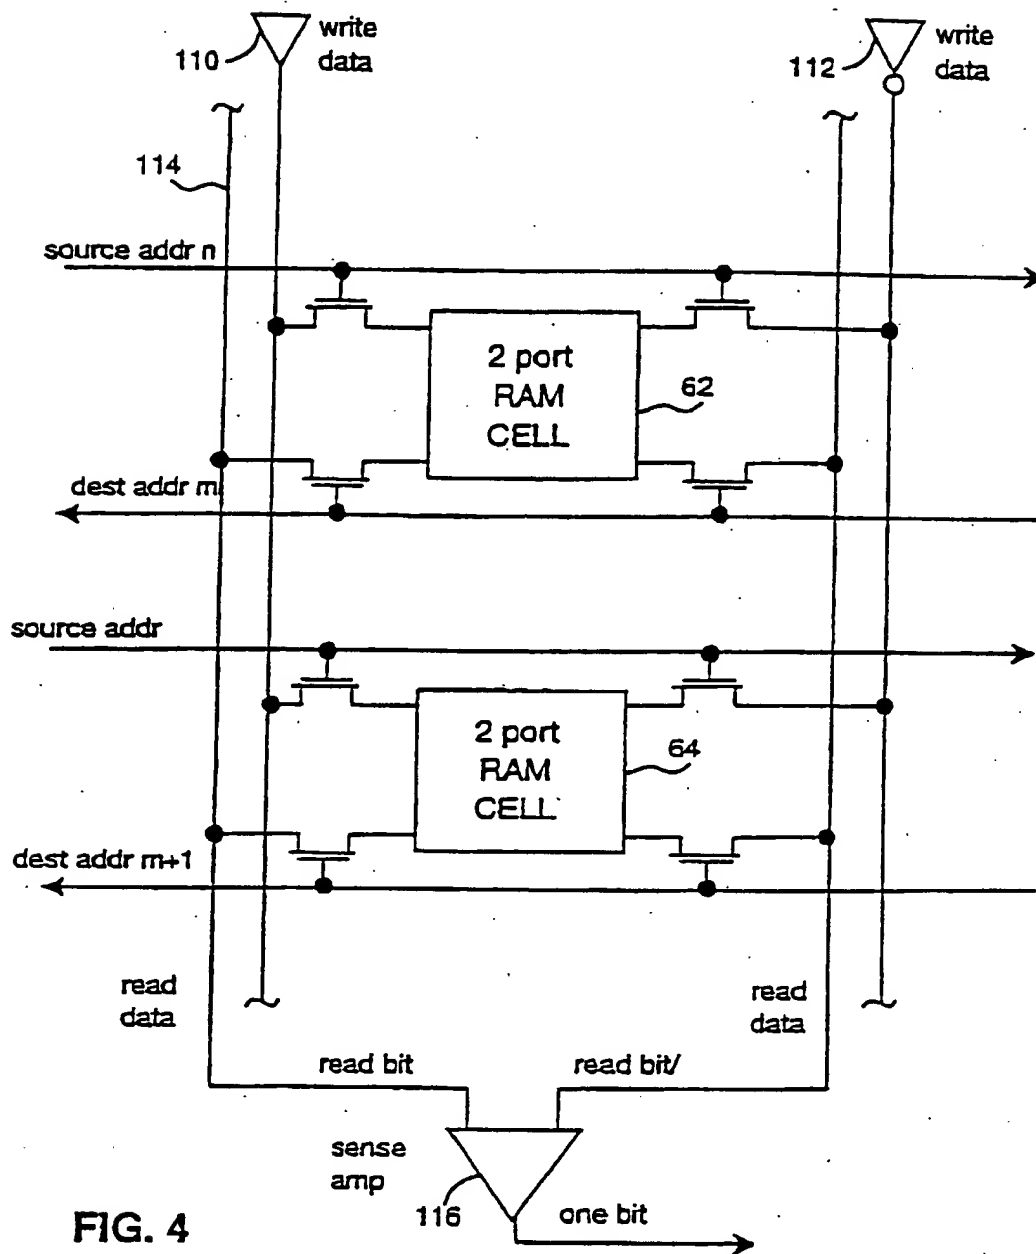 write
data
110
write
data
112
114
source addr n
2 port
RAM
CELL
62
dest addr m
source addr
2 port
RAM
CELL
64
dest addr m+1
read
data
read
data
read bit
read bit/
sense
amp
116
one bit
FIG. 4